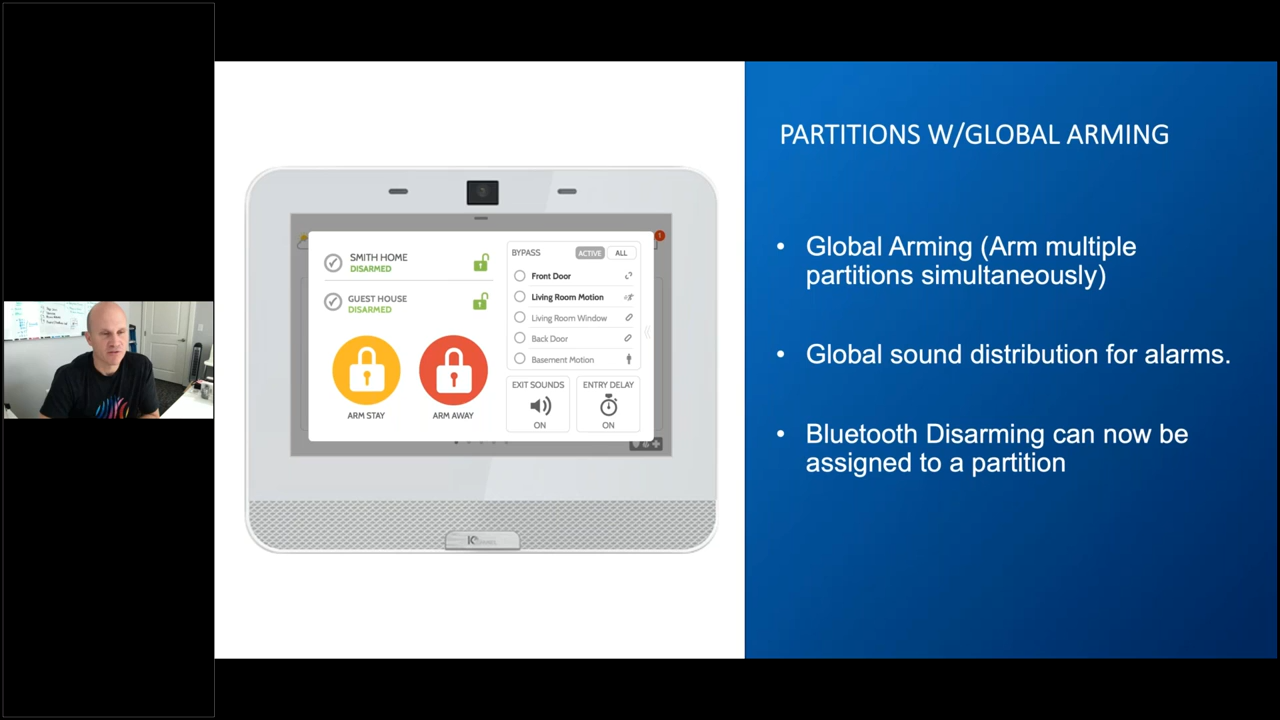 PARTITIONS W/GLOBAL ARMING
• Global Arming (Arm multiple
partitions simultaneously)
• Global sound distribution for alarms.
• Bluetooth Disarming can now be
assigned to a partition
SMITH HOME
DISARMED
GUEST HOUSE
DISARMED
ARM STAY
ARM AWAY
BYPASS
ACTIVE
ALL
Front Door
Living Room Motion
Living Room Window
Back Door
Basement Motion
EXIT SOUNDS
ON
ENTRY DELAY
ON
1
IQ